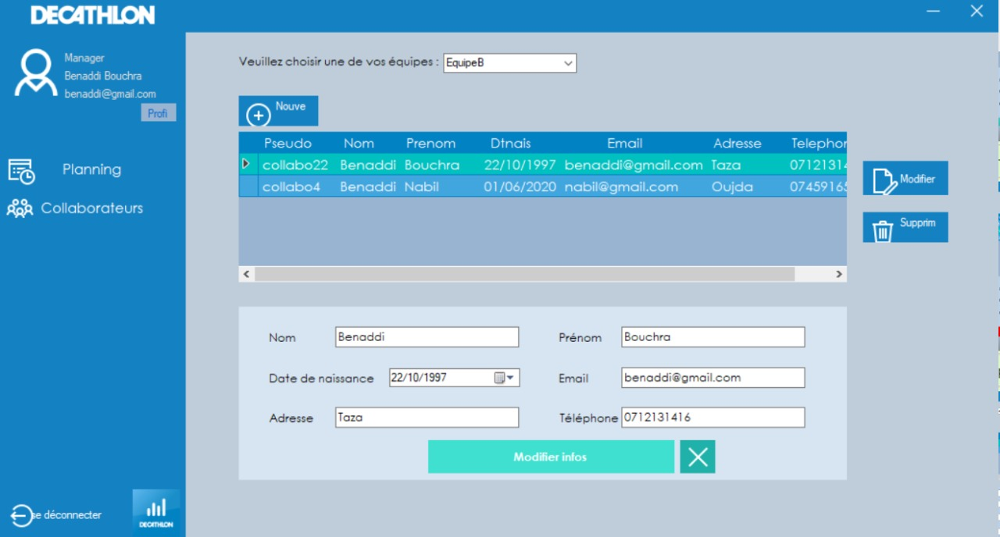 DECATHLON
Manager
Benaddi Bouchra
benaddi@gmail.com
Profi
Planning
Collaborateurs
se déconnecter
DECATHLON
Veuillez choisir une de vos équipes : EquipeB
Nouve
Pseudo Nom Prenom Dtnais Email Adresse Telephor
collabo22 Benaddi Bouchra 22/10/1997 benaddi@gmail.com Taza 07121314
collabo4 Benaddi Nabil 01/06/2020 nabil@gmail.com Oujda 07459165
Modifier
Supprim
Nom Benaddi Prénom Bouchra
Date de naissance 22/10/1997 Email benaddi@gmail.com
Adresse Taza Téléphone 0712131416
Modifier infos